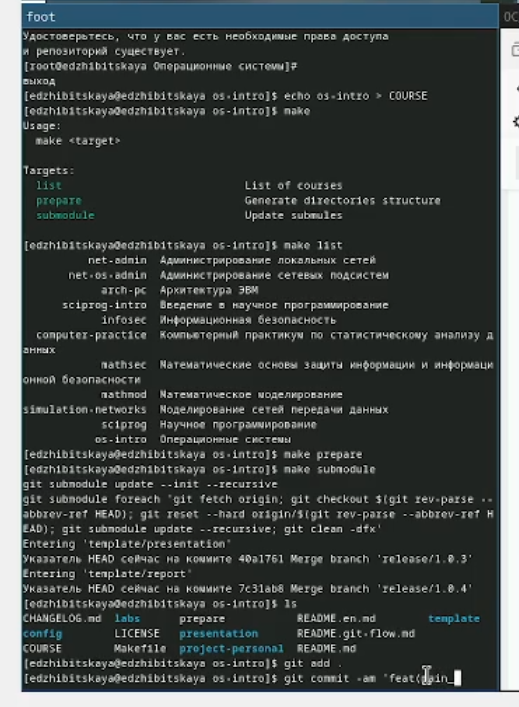 foot
Удостоверьтесь, что у вас есть необходимые права доступа
и репозиторий существует.
[root@edzhibitskaya Операционные системы]#
выход
[edzhibitskaya@edzhibitskaya os-intro]$ echo os-intro > COURSE
[edzhibitskaya@edzhibitskaya os-intro]$ make
Usage:
make <target>
Targets:
list List of courses
prepare Generate directories structure
submodule Update submules
[edzhibitskaya@edzhibitskaya os-intro]$ make list
net-admin Администрирование локальных сетей
net-os-admin Администрирование сетевых подсистем
arch-pc Архитектура ЭВМ
sciprog-intro Введение в научное программирование
infosec Информационная безопасность
computer-practice Компьютерный практикум по статистическому анализу д
анных
mathsec Математические основы защиты информации и информаци
онной безопасности
mathmod Математическое моделирование
simulation-networks Моделирование сетей передачи данных
sciprog Научное программирование
os-intro Операционные системы
[edzhibitskaya@edzhibitskaya os-intro]$ make prepare
[edzhibitskaya@edzhibitskaya os-intro]$ make submodule
git submodule update --init --recursive
git submodule foreach 'git fetch origin; git checkout $(git rev-parse --
abbrev-ref HEAD); git reset --hard origin/$(git rev-parse --abbrev-ref H
EAD); git submodule update --recursive; git clean -dfx'
Entering 'template/presentation'
Указатель HEAD сейчас на коммите 40a1761 Merge branch 'release/1.0.3'
Entering 'template/report'
Указатель HEAD сейчас на коммите 7c31ab8 Merge branch 'release/1.0.4'
[edzhibitskaya@edzhibitskaya os-intro]$ ls
CHANGELOG.md labs prepare README.en.md template
config LICENSE presentation README.git-flow.md
COURSE Makefile project-personal README.md
[edzhibitskaya@edzhibitskaya os-intro]$ git add .
[edzhibitskaya@edzhibitskaya os-intro]$ git commit -am 'feat(main_